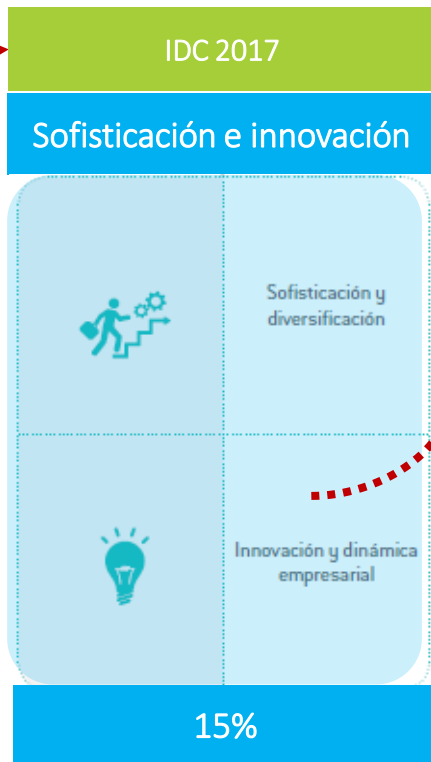 IDC 2017
Sofisticación e innovación
Sofisticación y
diversificación
Innovación y dinámica
empresarial
15%